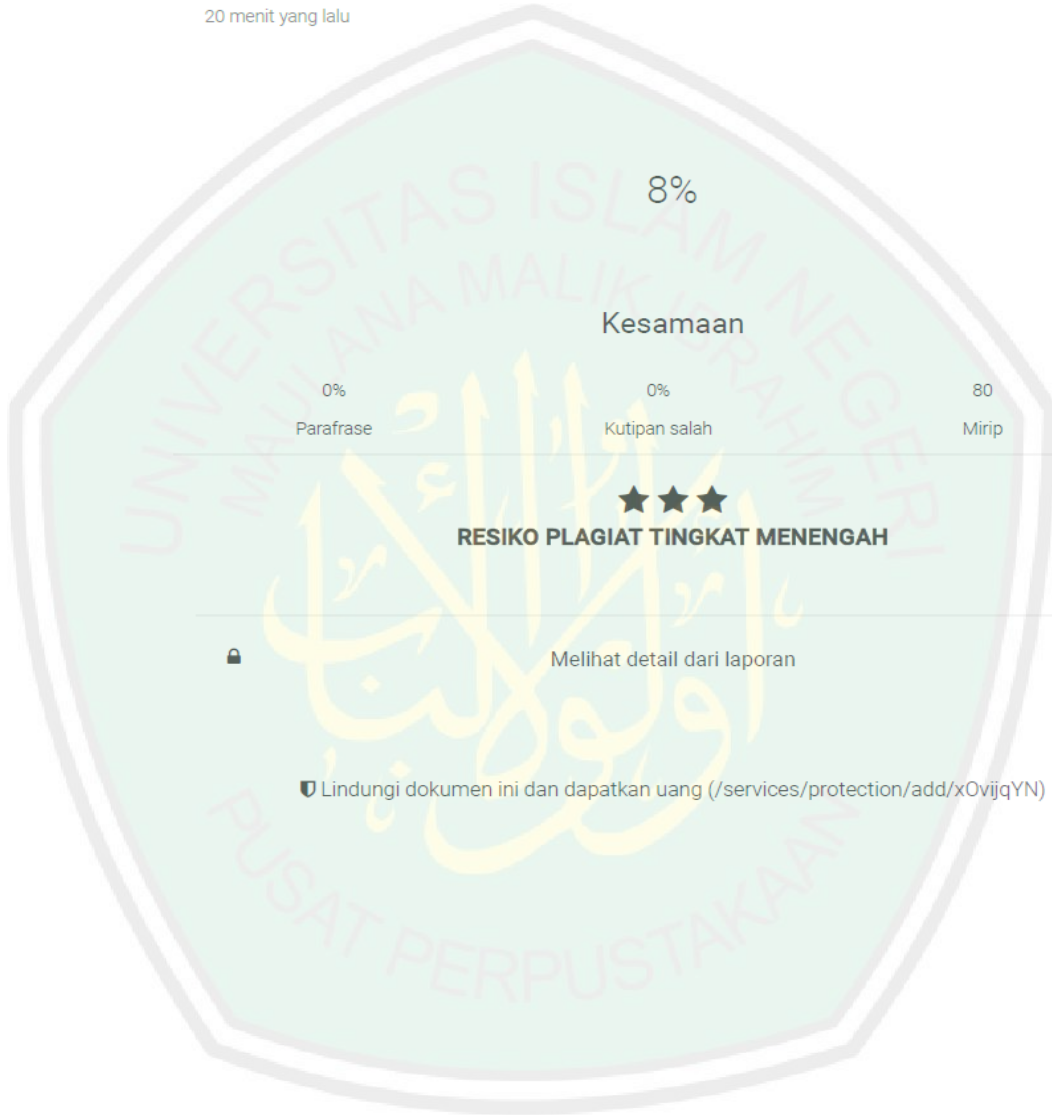 20 menit yang lalu
8%
Kesamaan
0% 0% 80
Parafrase Kutipan salah Mirip
RESIKO PLAGIAT TINGKAT MENENGAH
Melihat detail dari laporan
Lindungi dokumen ini dan dapatkan uang (/services/protection/add/xOvijqYN)
UNIVERSITAS ISLAM NEGERI
MAULANA MALIK IBRAHIM
PUSAT PERPUSTAKAAN